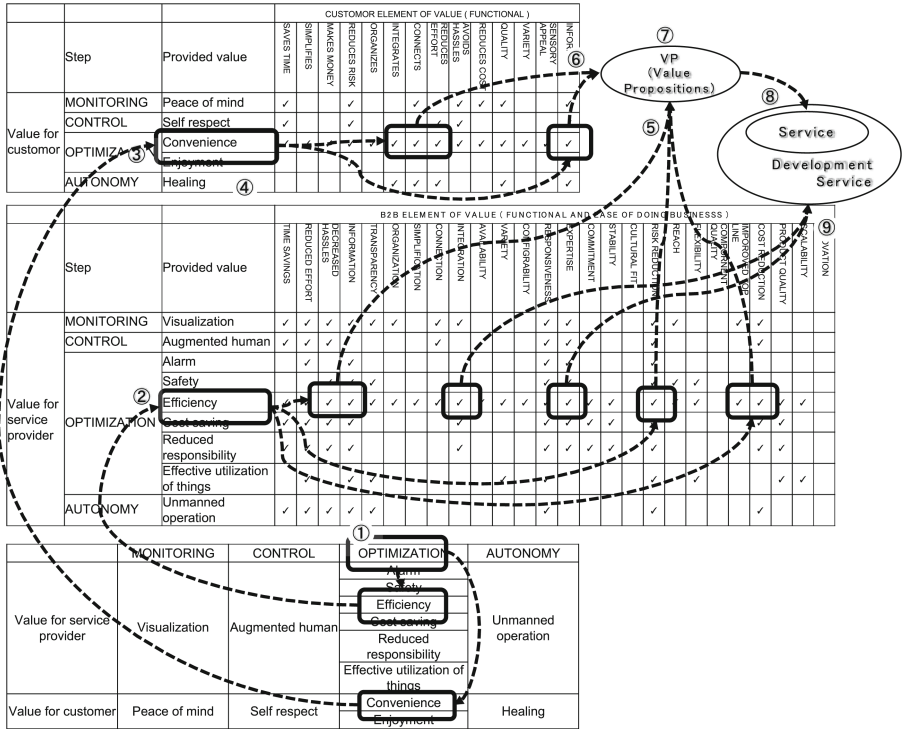 CUSTOMOR ELEMENT OF VALUE ( FUNCTIONAL )
Step
Provided value
SAVES TIME
SIMPLIFIES
MAKES MONEY
REDUCES RISK
ORGANIZES
INTEGRATES
CONNECTS
REDUCES
EFFORT
AVOIDS
HASSLES
REDUCES COST
QUALITY
VARIETY
SENSORY
APPEAL
INFOR
⑥
⑦
VP
(Value
Propositions)
⑧
Service
Development
Service
⑤
Value for
customor
MONITORING
Peace of mind
✓ ✓ ✓ ✓ ✓ ✓ ✓
CONTROL
Self respect
✓ ✓ ✓ ✓
OPTIMIZA
③
Convenience
Enjoyment
AUTONOMY
Healing
✓ ✓ ✓ ✓ ✓
④
B2B ELEMENT OF VALUE ( FUNCTIONAL AND EASE OF DOING BUSINESSS )
⑨
Step
Provided value
TIME SAVINGS
REDUCED EFFORT
DECREASED
HASSLES
INFORMATION
TRANSPARENCY
ORGANIZATION
SIMPLIFICTION
CONNECTION
INTEGRATION
AVALABILITY
VARIETY
CONFIGRABILITY
RESPONSIVENESS
EXPERTISE
COMMITMENT
STABILITY
CULTURAL FIT
RISK REDUCTION
REACH
FLEXIBILITY
COMPORNENT
QUALITY
IMPOROVED TOP
LINE
COST REDUCTION
PRODUCT QUALITY
SCALABILITY
OVATION
Value for
service
provider
MONITORING
Visualization
CONTROL
Augmented human
OPTIMIZATION
Alarm
Safety
②
Efficiency
Cost saving
Reduced
responsibility
Effective utilization
of things
AUTONOMY
Unmanned
operation
①
MONITORING
CONTROL
OPTIMIZATION
AUTONOMY
Value for service
provider
Visualization
Augmented human
Alarm
Safety
Efficiency
Cost saving
Reduced
responsibility
Effective utilization of
things
Unmanned
operation
Value for customer
Peace of mind
Self respect
Convenience
Enjoyment
Healing